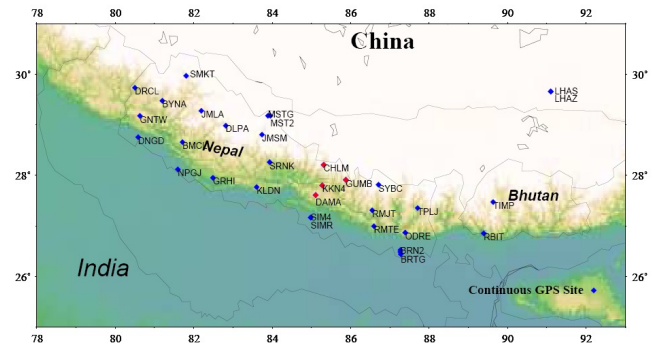 78 80 82 84 86 88 90 92
China
30° 30°
SMKT
DRCL
LHAS
LHAZ
BYNA
JMLA
MSTG
GNTW
MST2
DLPA
DNGD
JMSM
BMCL
Nepal
SRNK
CHLM
NPGJ
28° 28°
GRHI
GUMB
KLDN
KKN4
SYBC
DAMA
Bhutan
TIMP
SIM4
SIMR
RMJT
TPLJ
RMTE
ODRE
RBIT
BRN2
BRTG
India
26° 26°
Continuous GPS Site
78 80 82 84 86 88 90 92